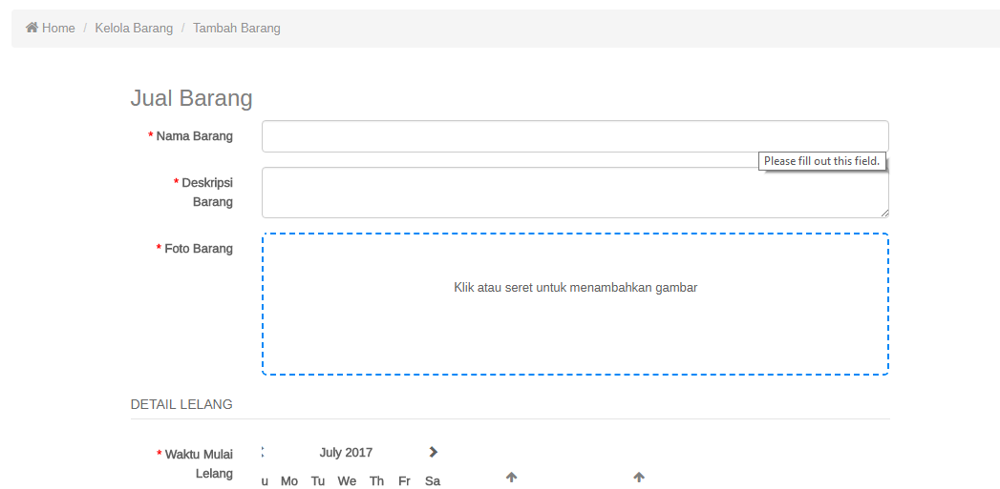 Home / Kelola Barang / Tambah Barang
Jual Barang
* Nama Barang
Please fill out this field.
* Deskripsi
Barang
* Foto Barang
Klik atau seret untuk menambahkan gambar
DETAIL LELANG
* Waktu Mulai
Lelang
July 2017
u Mo Tu We Th Fr Sa